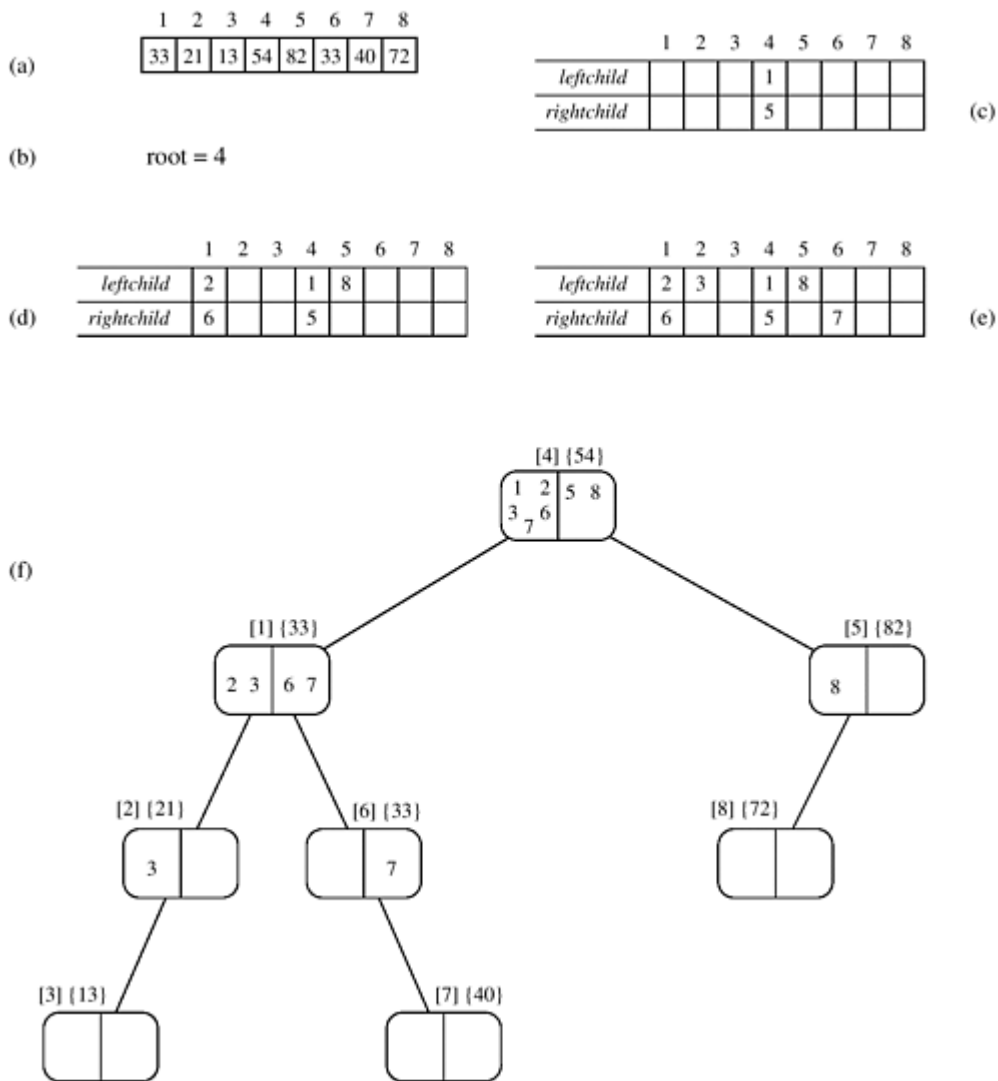 1 2 3 4 5 6 7 8
(a) 33 21 13 54 82 33 40 72
1 2 3 4 5 6 7 8
leftchild 1
rightchild 5 (c)
(b) root = 4
1 2 3 4 5 6 7 8
leftchild 2 1 8
(d) rightchild 6 5
1 2 3 4 5 6 7 8
leftchild 2 3 1 8
rightchild 6 5 7 (e)
[4] {54}
1 2 5 8
3 6
7
(f)
[1] {33} [5] {82}
2 3 6 7 8
[2] {21} [6] {33} [8] {72}
3 7
[3] {13} [7] {40}